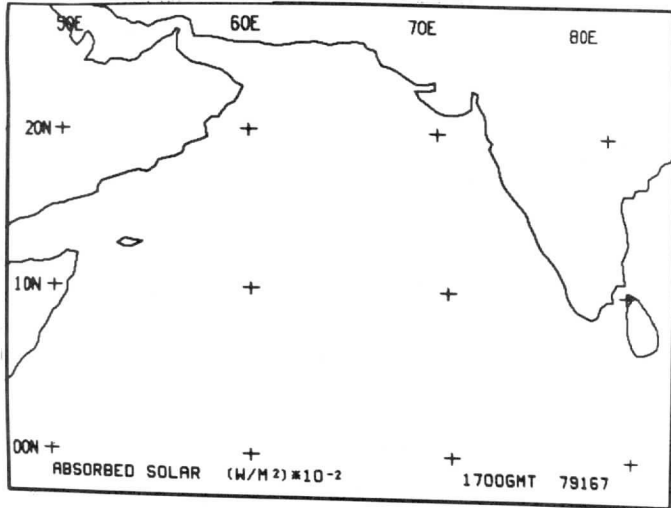 50E 60E 70E 80E
20N
10N
00N
ABSORBED SOLAR (W/M²)*10⁻²
1700GMT 79167